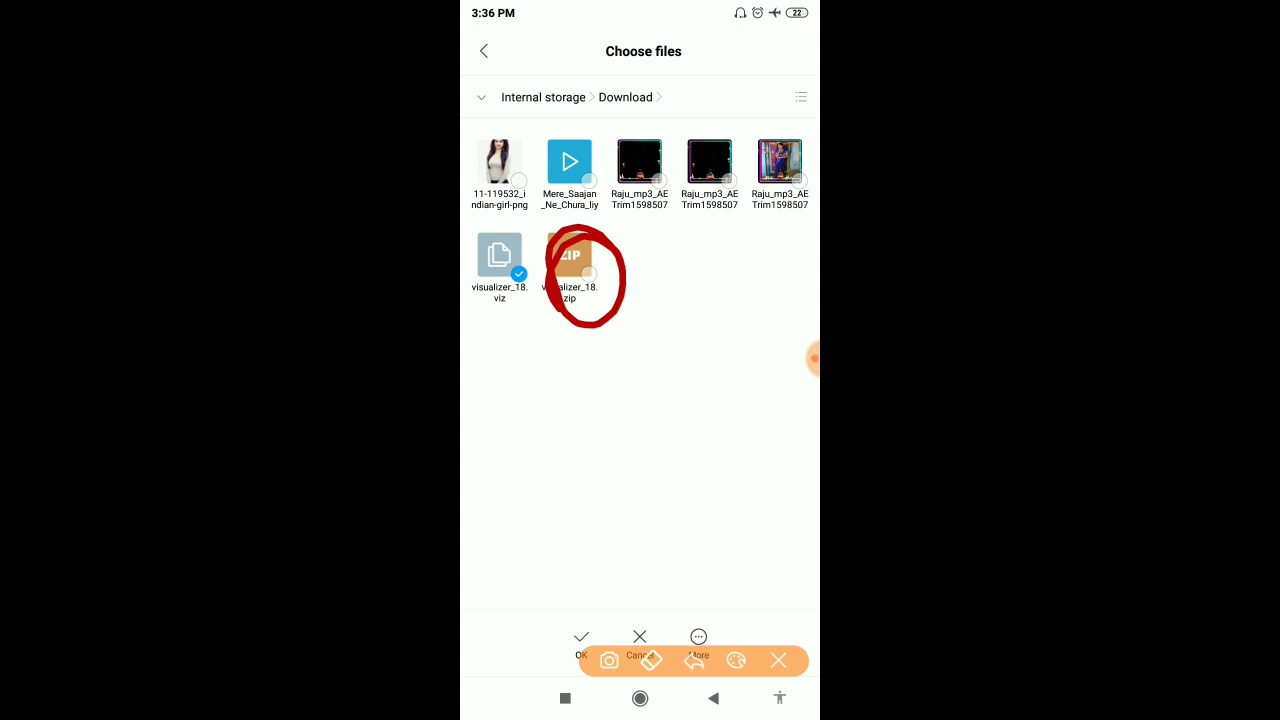 3:36 PM
22
Choose files
Internal storage
Download
11-119532_i
ndian-girl-png
Mere_Saajan
_Ne_Chura_liy
Raju_mp3_AE
Trim1598507
Raju_mp3_AE
Trim1598507
Raju_mp3_AE
Trim1598507
visualizer_18.
viz
ZIP
visualizer_18.
zip
OK
Cancel
More